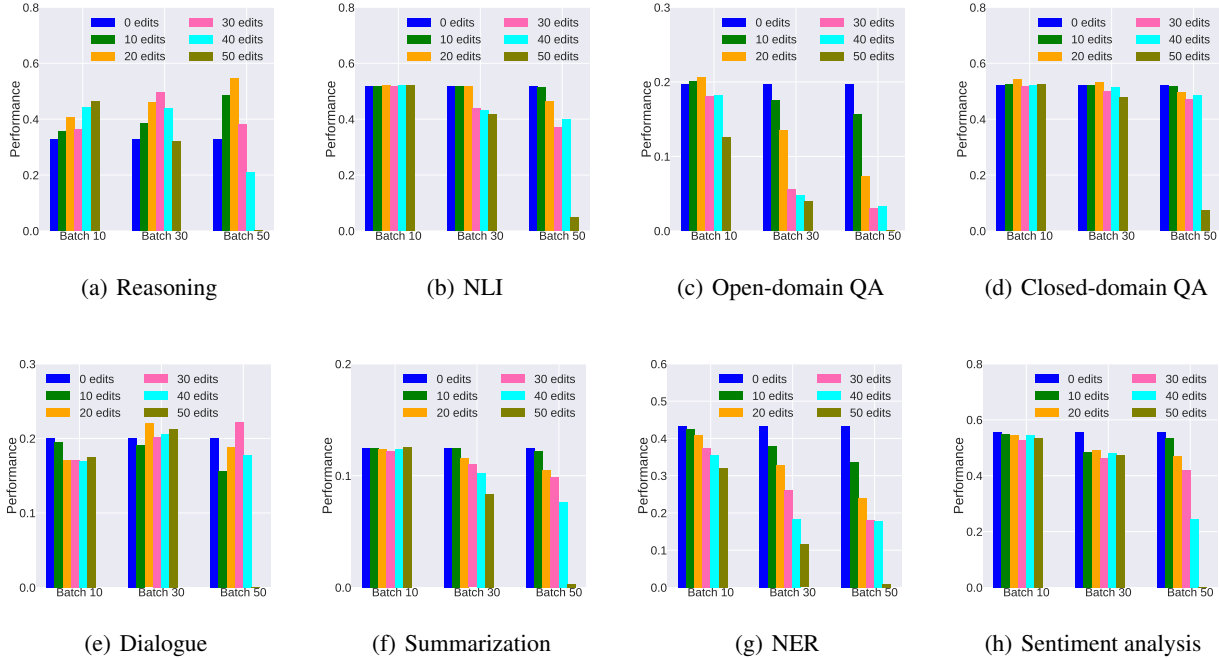 0.8
0.6
0.4
0.2
0.0
Performance
0 edits
10 edits
20 edits
30 edits
40 edits
50 edits
Batch 10
Batch 30
Batch 50
(a) Reasoning
0.8
0.6
0.4
0.2
0.0
Performance
0 edits
10 edits
20 edits
30 edits
40 edits
50 edits
Batch 10
Batch 30
Batch 50
(b) NLI
0.3
0.2
0.1
0.0
Performance
0 edits
10 edits
20 edits
30 edits
40 edits
50 edits
Batch 10
Batch 30
Batch 50
(c) Open-domain QA
0.8
0.6
0.4
0.2
0.0
Performance
0 edits
10 edits
20 edits
30 edits
40 edits
50 edits
Batch 10
Batch 30
Batch 50
(d) Closed-domain QA
0.3
0.2
0.1
0.0
Performance
0 edits
10 edits
20 edits
30 edits
40 edits
50 edits
Batch 10
Batch 30
Batch 50
(e) Dialogue
0.2
0.1
0.0
Performance
0 edits
10 edits
20 edits
30 edits
40 edits
50 edits
Batch 10
Batch 30
Batch 50
(f) Summarization
0.6
0.5
0.4
0.3
0.2
0.1
0.0
Performance
0 edits
10 edits
20 edits
30 edits
40 edits
50 edits
Batch 10
Batch 30
Batch 50
(g) NER
0.8
0.6
0.4
0.2
0.0
Performance
0 edits
10 edits
20 edits
30 edits
40 edits
50 edits
Batch 10
Batch 30
Batch 50
(h) Sentiment analysis